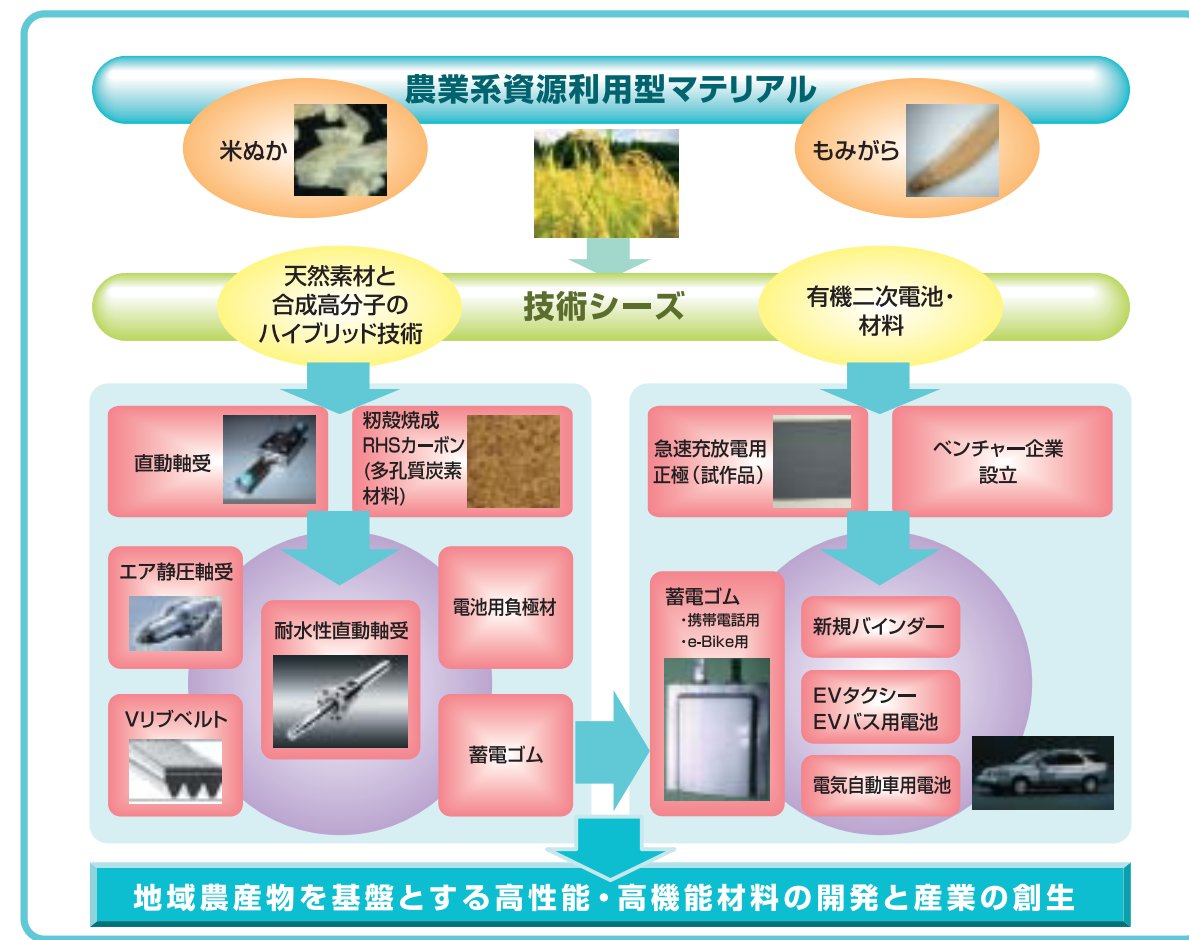 農業系資源利用型マテリアル
米ぬか
もみがら
天然素材と
合成高分子の
ハイブリッド技術
技術シーズ
有機二次電池・
材料
直動軸受
籾殻焼成
RHSカーボン
(多孔質炭素
材料)
急速充放電用
正極(試作品)
ベンチャー企業
設立
エア静圧軸受
耐水性直動軸受
電池用負極材
Vリブベルト
蓄電ゴム
蓄電ゴム
・携帯電話用
・e-Bike用
新規バインダー
EVタクシー
EVバス用電池
電気自動車用電池
地域農産物を基盤とする高性能・高機能材料の開発と産業の創生